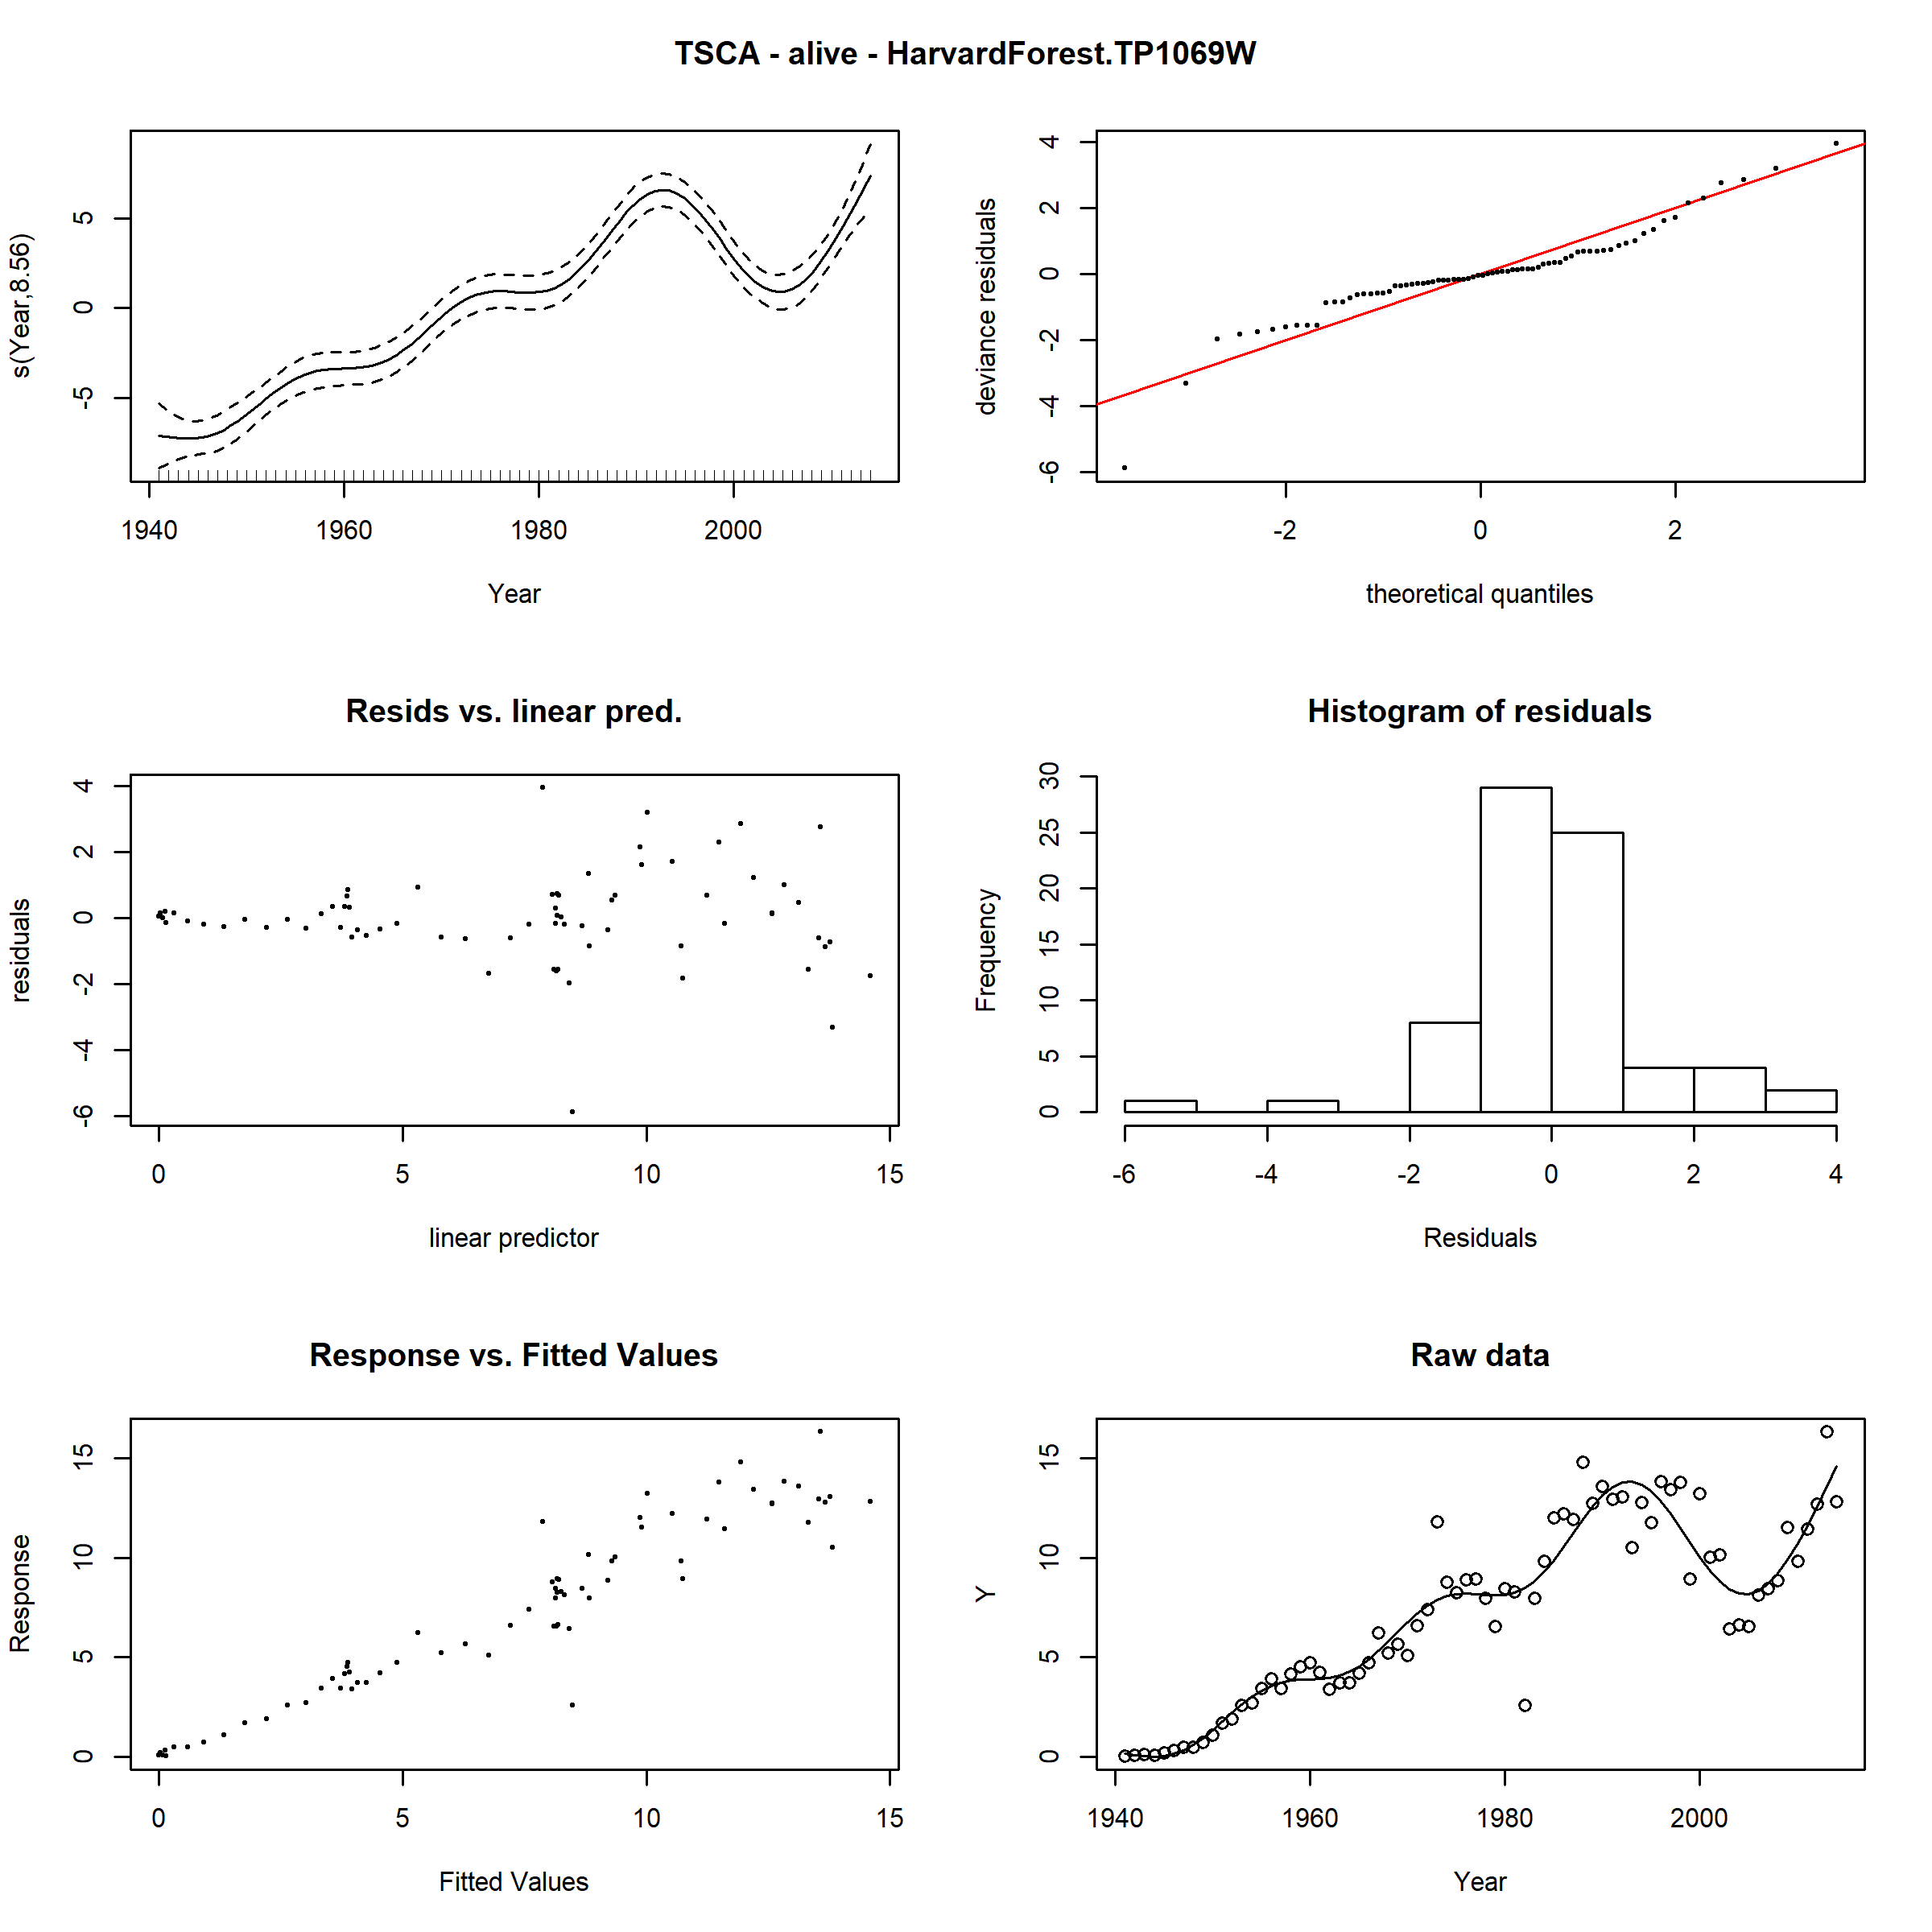 TSCA - alive - HarvardForest.TP1069W
s(Year,8.56)
5
0
-5
1940 1960 1980 2000
Year
deviance residuals
4
2
0
-2
-4
-6
-2 0 2
theoretical quantiles
Resids vs. linear pred.
residuals
4
2
0
-2
-4
-6
0 5 10 15
linear predictor
Histogram of residuals
Frequency
30
25
20
15
10
5
0
-6 -4 -2 0 2 4
Residuals
Response vs. Fitted Values
Response
15
10
5
0
0 5 10 15
Fitted Values
Raw data
Y
15
10
5
0
1940 1960 1980 2000
Year